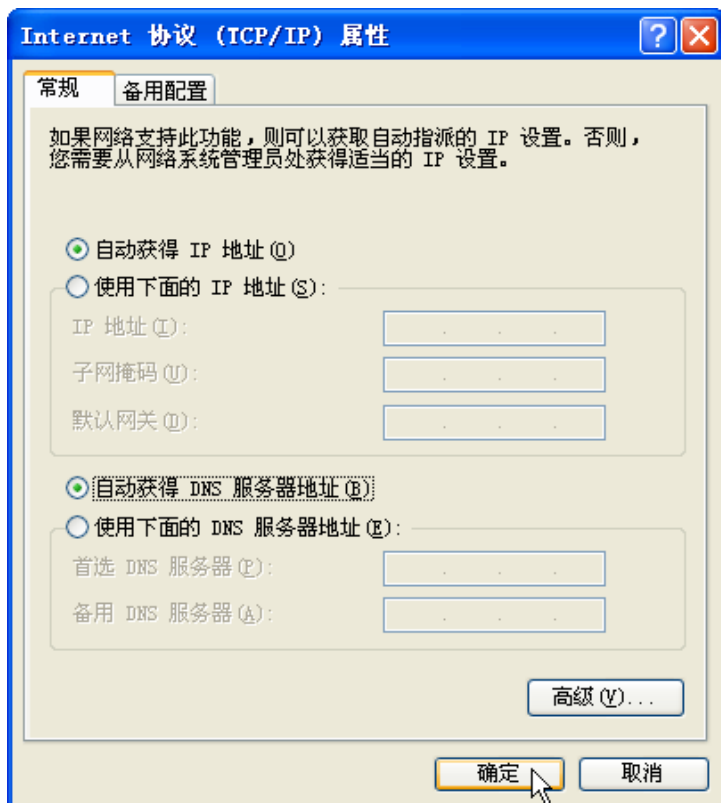 Internet 协议 (TCP/IP) 属性
常规
备用配置
如果网络支持此功能，则可以获取自动指派的 IP 设置。否则，
您需要从网络系统管理员处获得适当的 IP 设置。
自动获得 IP 地址(O)
使用下面的 IP 地址(S):
IP 地址(I):
子网掩码(U):
默认网关(D):
自动获得 DNS 服务器地址(B)
使用下面的 DNS 服务器地址(E):
首选 DNS 服务器(P):
备用 DNS 服务器(A):
高级(V)...
确定
取消